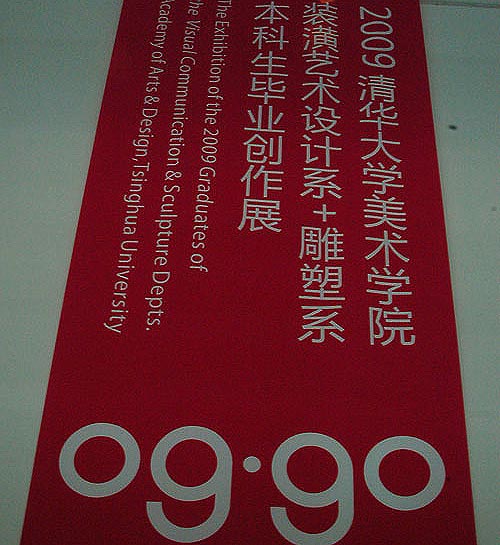 2009 清华大学美术学院
装潢艺术设计系+雕塑系
本科生毕业创作展
The Exhibition of the 2009 Graduates of
the Visual Communication & Sculpture Depts.
Academy of Arts & Design, Tsinghua University
og·go